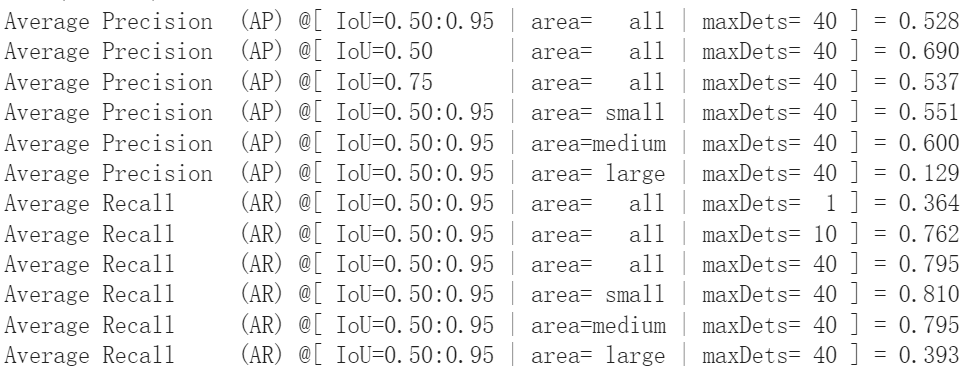 Average Precision  (AP) @[ IoU=0.50:0.95 | area=   all | maxDets= 40 ] = 0.528
Average Precision  (AP) @[ IoU=0.50      | area=   all | maxDets= 40 ] = 0.690
Average Precision  (AP) @[ IoU=0.75      | area=   all | maxDets= 40 ] = 0.537
Average Precision  (AP) @[ IoU=0.50:0.95 | area= small | maxDets= 40 ] = 0.551
Average Precision  (AP) @[ IoU=0.50:0.95 | area=medium | maxDets= 40 ] = 0.600
Average Precision  (AP) @[ IoU=0.50:0.95 | area= large | maxDets= 40 ] = 0.129
Average Recall     (AR) @[ IoU=0.50:0.95 | area=   all | maxDets=  1 ] = 0.364
Average Recall     (AR) @[ IoU=0.50:0.95 | area=   all | maxDets= 10 ] = 0.762
Average Recall     (AR) @[ IoU=0.50:0.95 | area=   all | maxDets= 40 ] = 0.795
Average Recall     (AR) @[ IoU=0.50:0.95 | area= small | maxDets= 40 ] = 0.810
Average Recall     (AR) @[ IoU=0.50:0.95 | area=medium | maxDets= 40 ] = 0.795
Average Recall     (AR) @[ IoU=0.50:0.95 | area= large | maxDets= 40 ] = 0.393